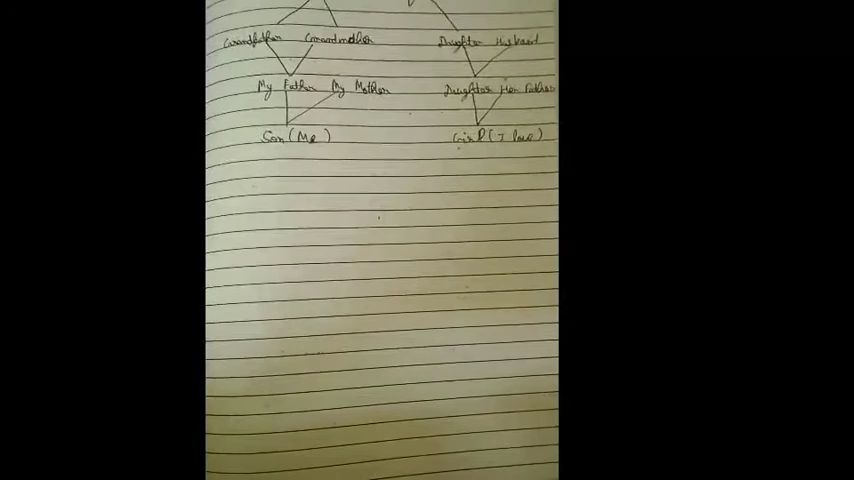 Grandfather Grandmother Daughter Husband
My Father My Mother Daughter Her Father
Son (Me) Girl (I love)